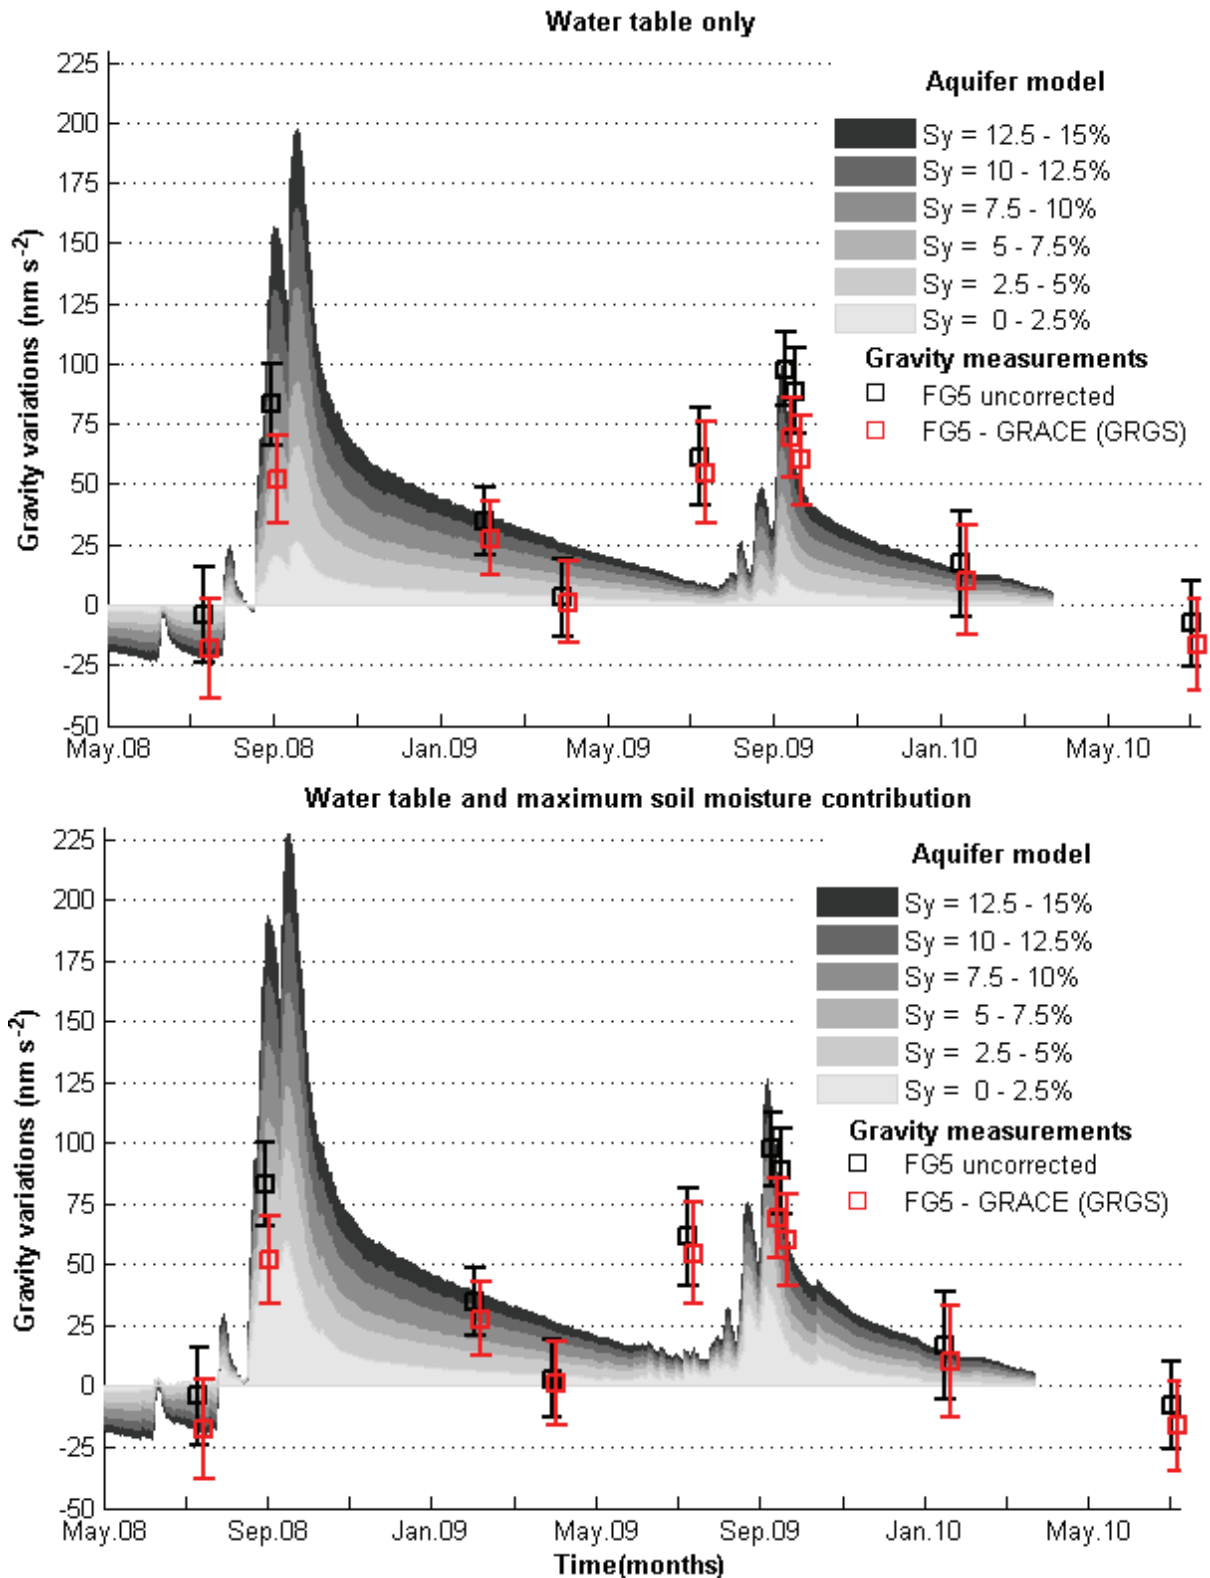 Water table only
225
200
175
150
125
100
75
50
25
0
-25
-50
Gravity variations (nm s⁻²)
Aquifer model
Sy = 12.5 - 15%
Sy = 10 - 12.5%
Sy = 7.5 - 10%
Sy = 5 - 7.5%
Sy = 2.5 - 5%
Sy = 0 - 2.5%
Gravity measurements
FG5 uncorrected
FG5 - GRACE (GRGS)
May.08 Sep.08 Jan.09 May.09 Sep.09 Jan.10 May.10
Water table and maximum soil moisture contribution
225
200
175
150
125
100
75
50
25
0
-25
-50
Gravity variations (nm s⁻²)
Aquifer model
Sy = 12.5 - 15%
Sy = 10 - 12.5%
Sy = 7.5 - 10%
Sy = 5 - 7.5%
Sy = 2.5 - 5%
Sy = 0 - 2.5%
Gravity measurements
FG5 uncorrected
FG5 - GRACE (GRGS)
May.08 Sep.08 Jan.09 May.09 Sep.09 Jan.10 May.10
Time(months)